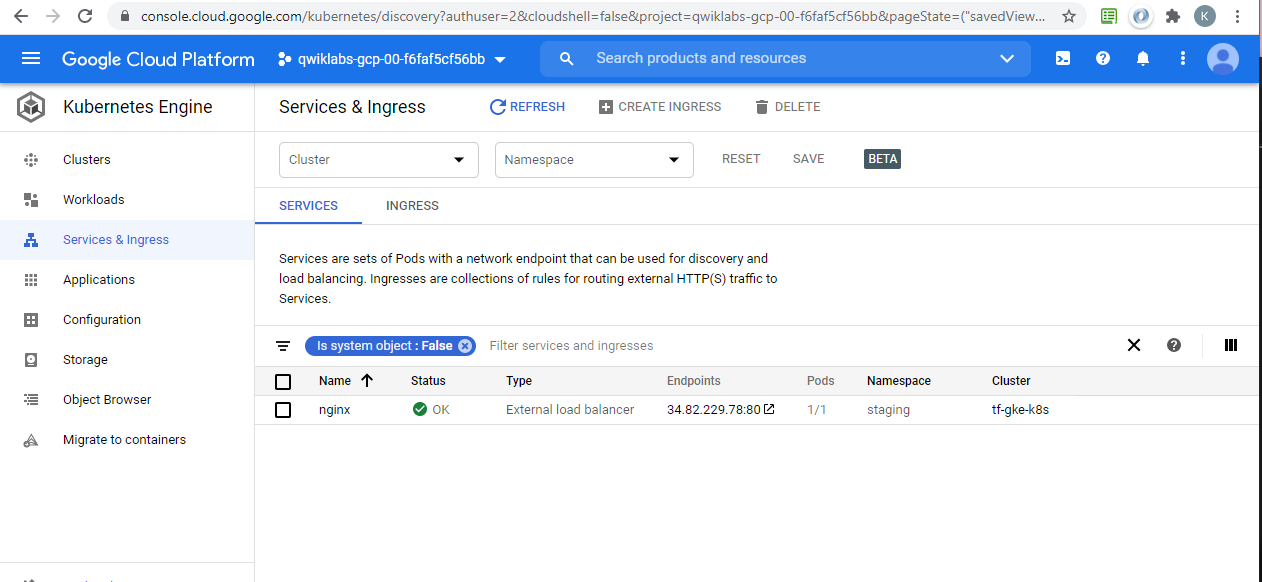 console.cloud.google.com/kubernetes/discovery?authuser=2&cloudshell=false&project=qwiklabs-gcp-00-f6faf5cf56bb&pageState=("savedView...
K
Google Cloud Platform
qwiklabs-gcp-00-f6faf5cf56bb
Search products and resources
Kubernetes Engine
Services & Ingress
REFRESH
CREATE INGRESS
DELETE
Clusters
Workloads
Services & Ingress
Applications
Configuration
Storage
Object Browser
Migrate to containers
Cluster
Namespace
RESET
SAVE
BETA
SERVICES
INGRESS
Services are sets of Pods with a network endpoint that can be used for discovery and
load balancing. Ingresses are collections of rules for routing external HTTP(S) traffic to
Services.
Is system object : False
Filter services and ingresses
Name Status Type Endpoints Pods Namespace Cluster
nginx OK External load balancer 34.82.229.78:80 1/1 staging tf-gke-k8s